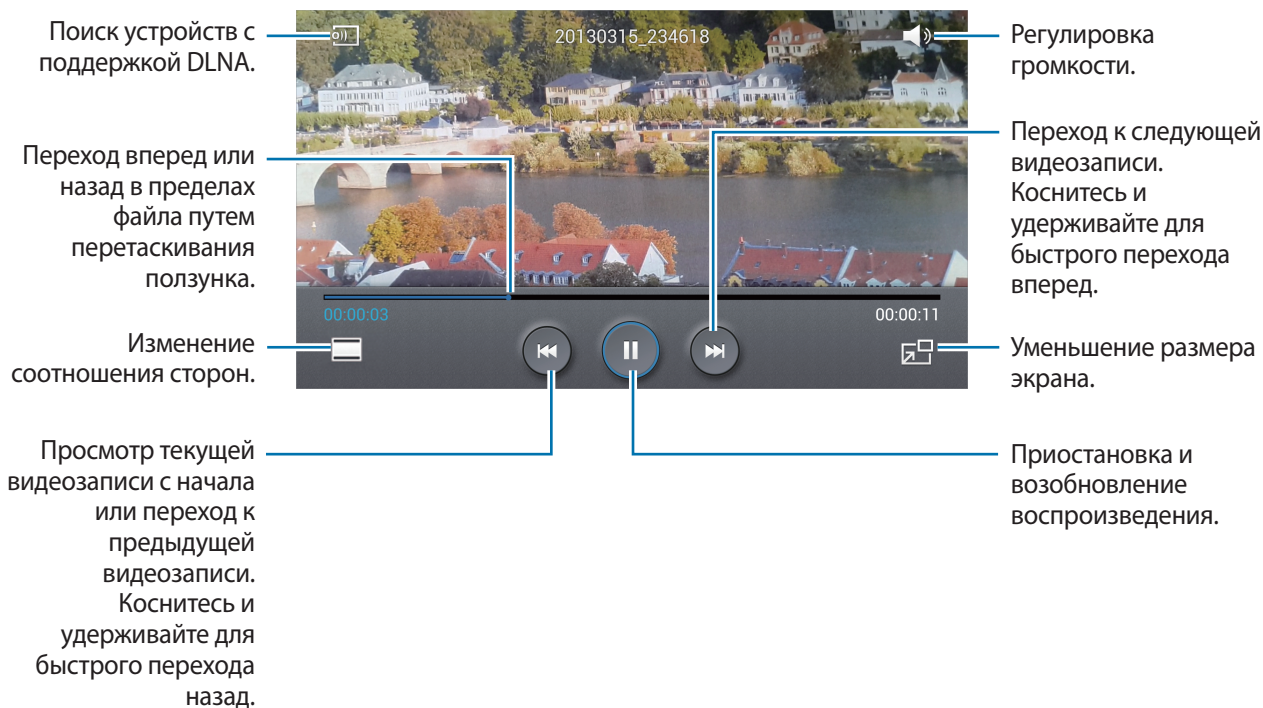 Поиск устройств с
поддержкой DLNA.
Переход вперед или
назад в пределах
файла путем
перетаскивания
ползунка.
Изменение
соотношения сторон.
Просмотр текущей
видеозаписи с начала
или переход к
предыдущей
видеозаписи.
Коснитесь и
удерживайте для
быстрого перехода
назад.
20130315_234618
00:00:03
00:00:11
Регулировка
громкости.
Переход к следующей
видеозаписи.
Коснитесь и
удерживайте для
быстрого перехода
вперед.
Уменьшение размера
экрана.
Приостановка и
возобновление
воспроизведения.